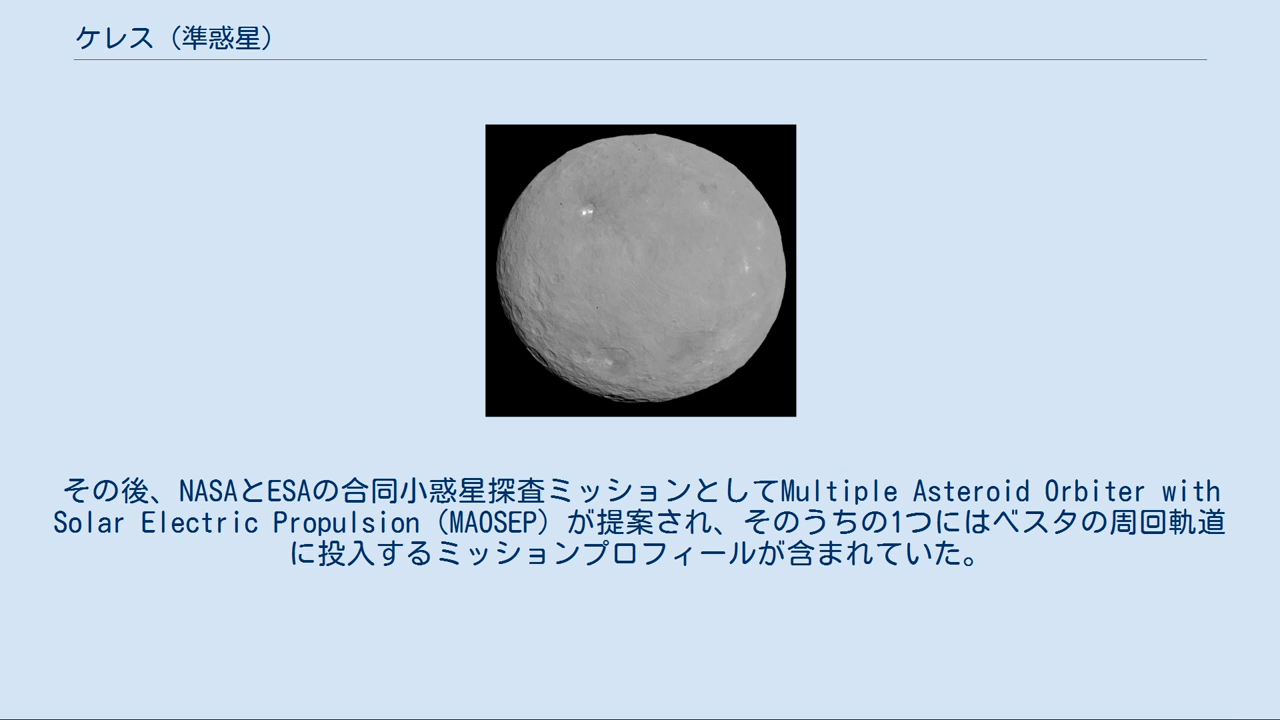 ケレス（準惑星）
その後、NASAとESAの合同小惑星探査ミッションとしてMultiple Asteroid Orbiter with
Solar Electric Propulsion（MAOSEP）が提案され、そのうちの1つにはベスタの周回軌道
に投入するミッションプロフィールが含まれていた。